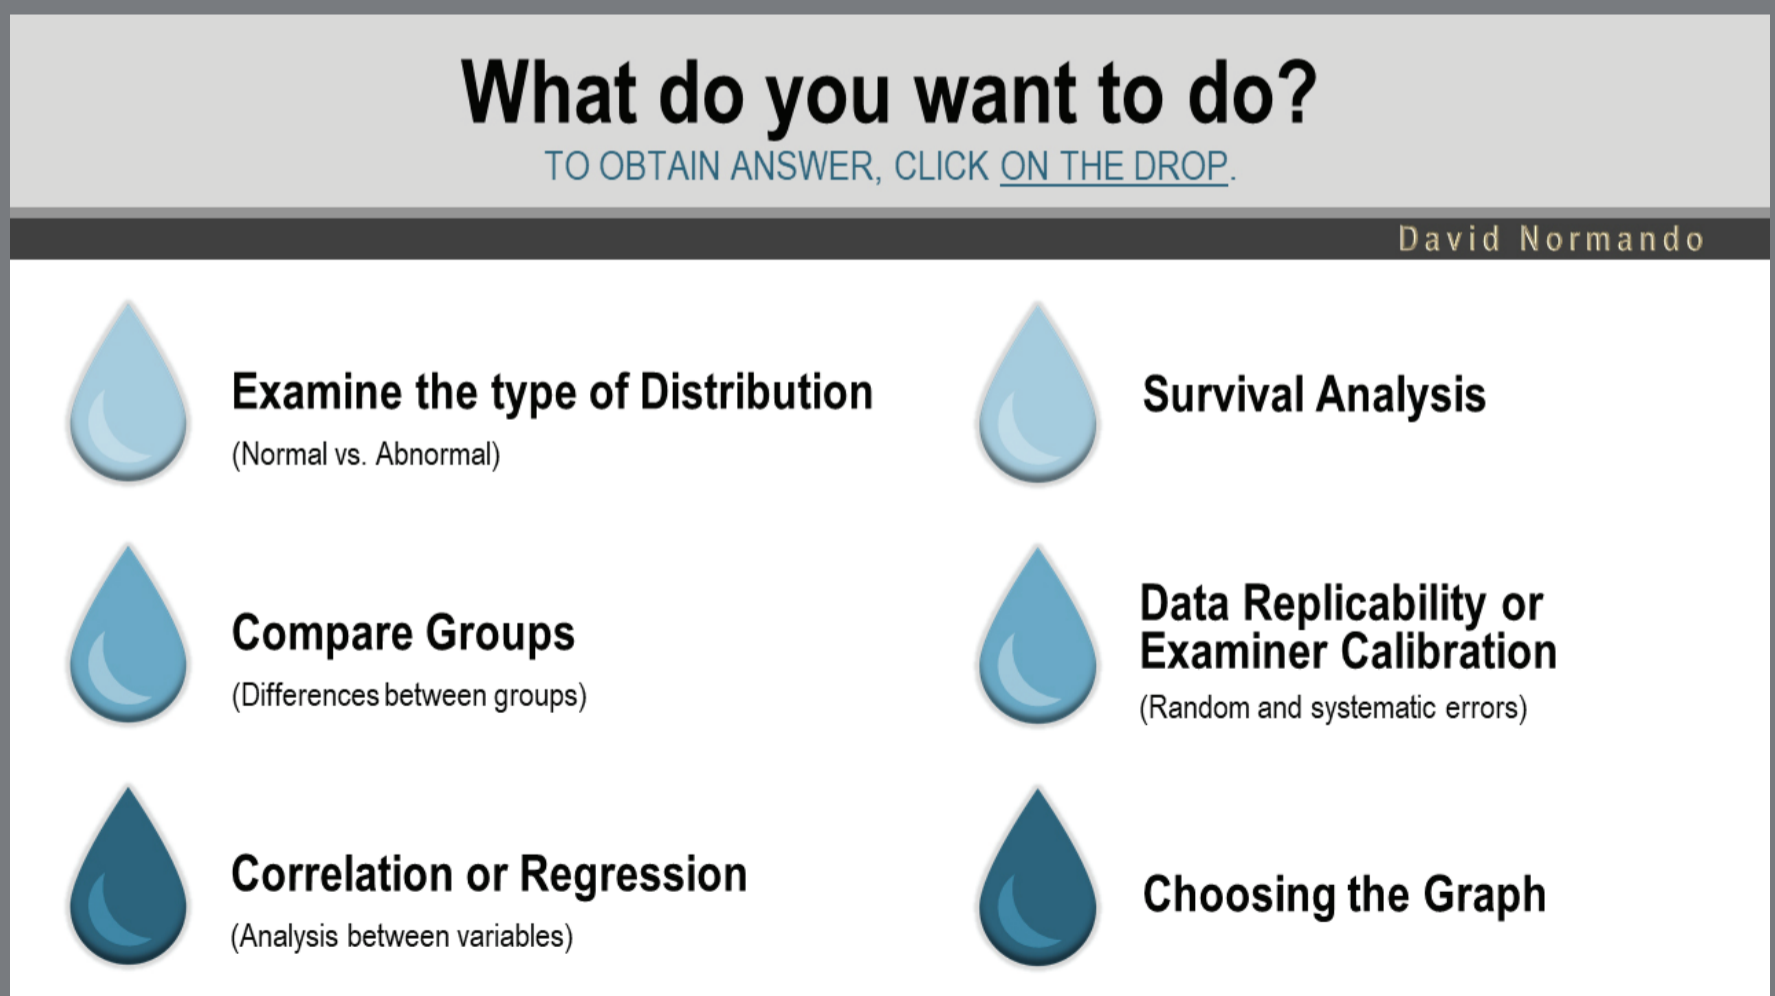 What do you want to do?
TO OBTAIN ANSWER, CLICK ON THE DROP.
David Normando
Examine the type of Distribution
(Normal vs. Abnormal)
Compare Groups
(Differences between groups)
Correlation or Regression
(Analysis between variables)
Survival Analysis
Data Replicability or
Examiner Calibration
(Random and systematic errors)
Choosing the Graph